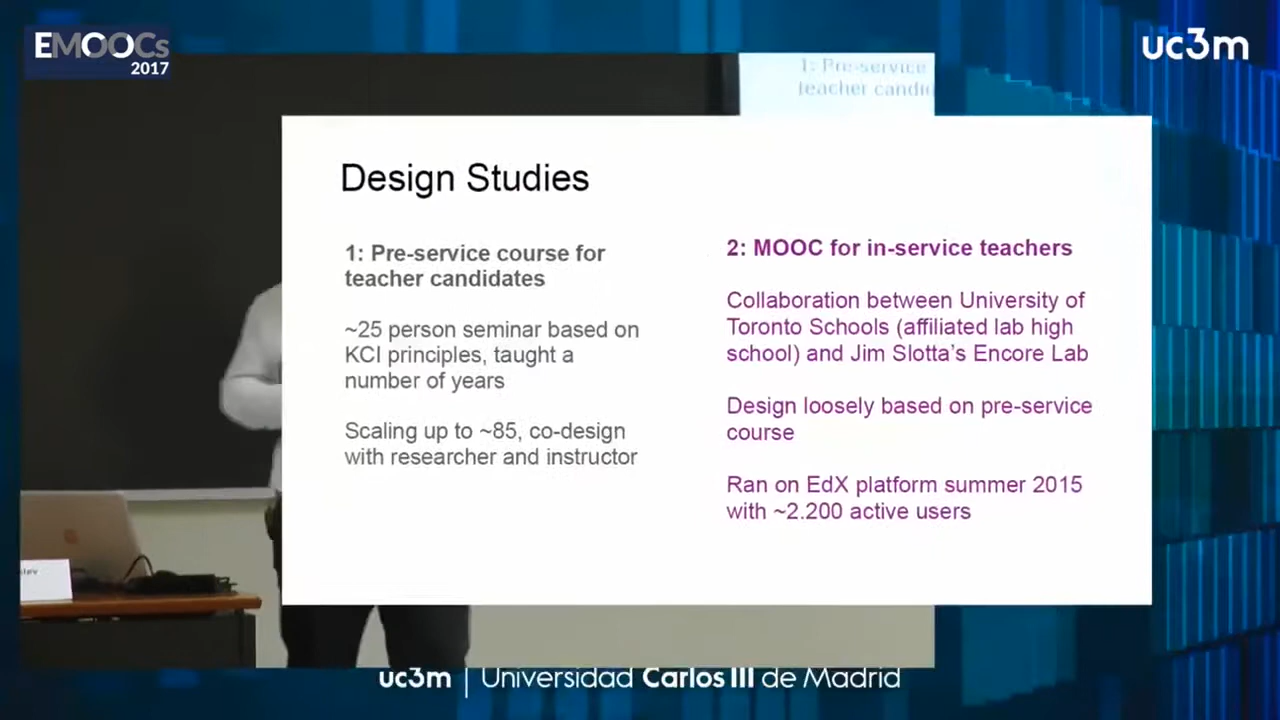 EMOOCs
2017
uc3m
1: Pre-service
teacher
Design Studies
1: Pre-service course for
teacher candidates
~25 person seminar based on
KCI principles, taught a
number of years
Scaling up to ~85, co-design
with researcher and instructor
2: MOOC for in-service teachers
Collaboration between University of
Toronto Schools (affiliated lab high
school) and Jim Slotta’s Encore Lab
Design loosely based on pre-service
course
Ran on EdX platform summer 2015
with ~2.200 active users
uc3m | Universidad Carlos III de Madrid